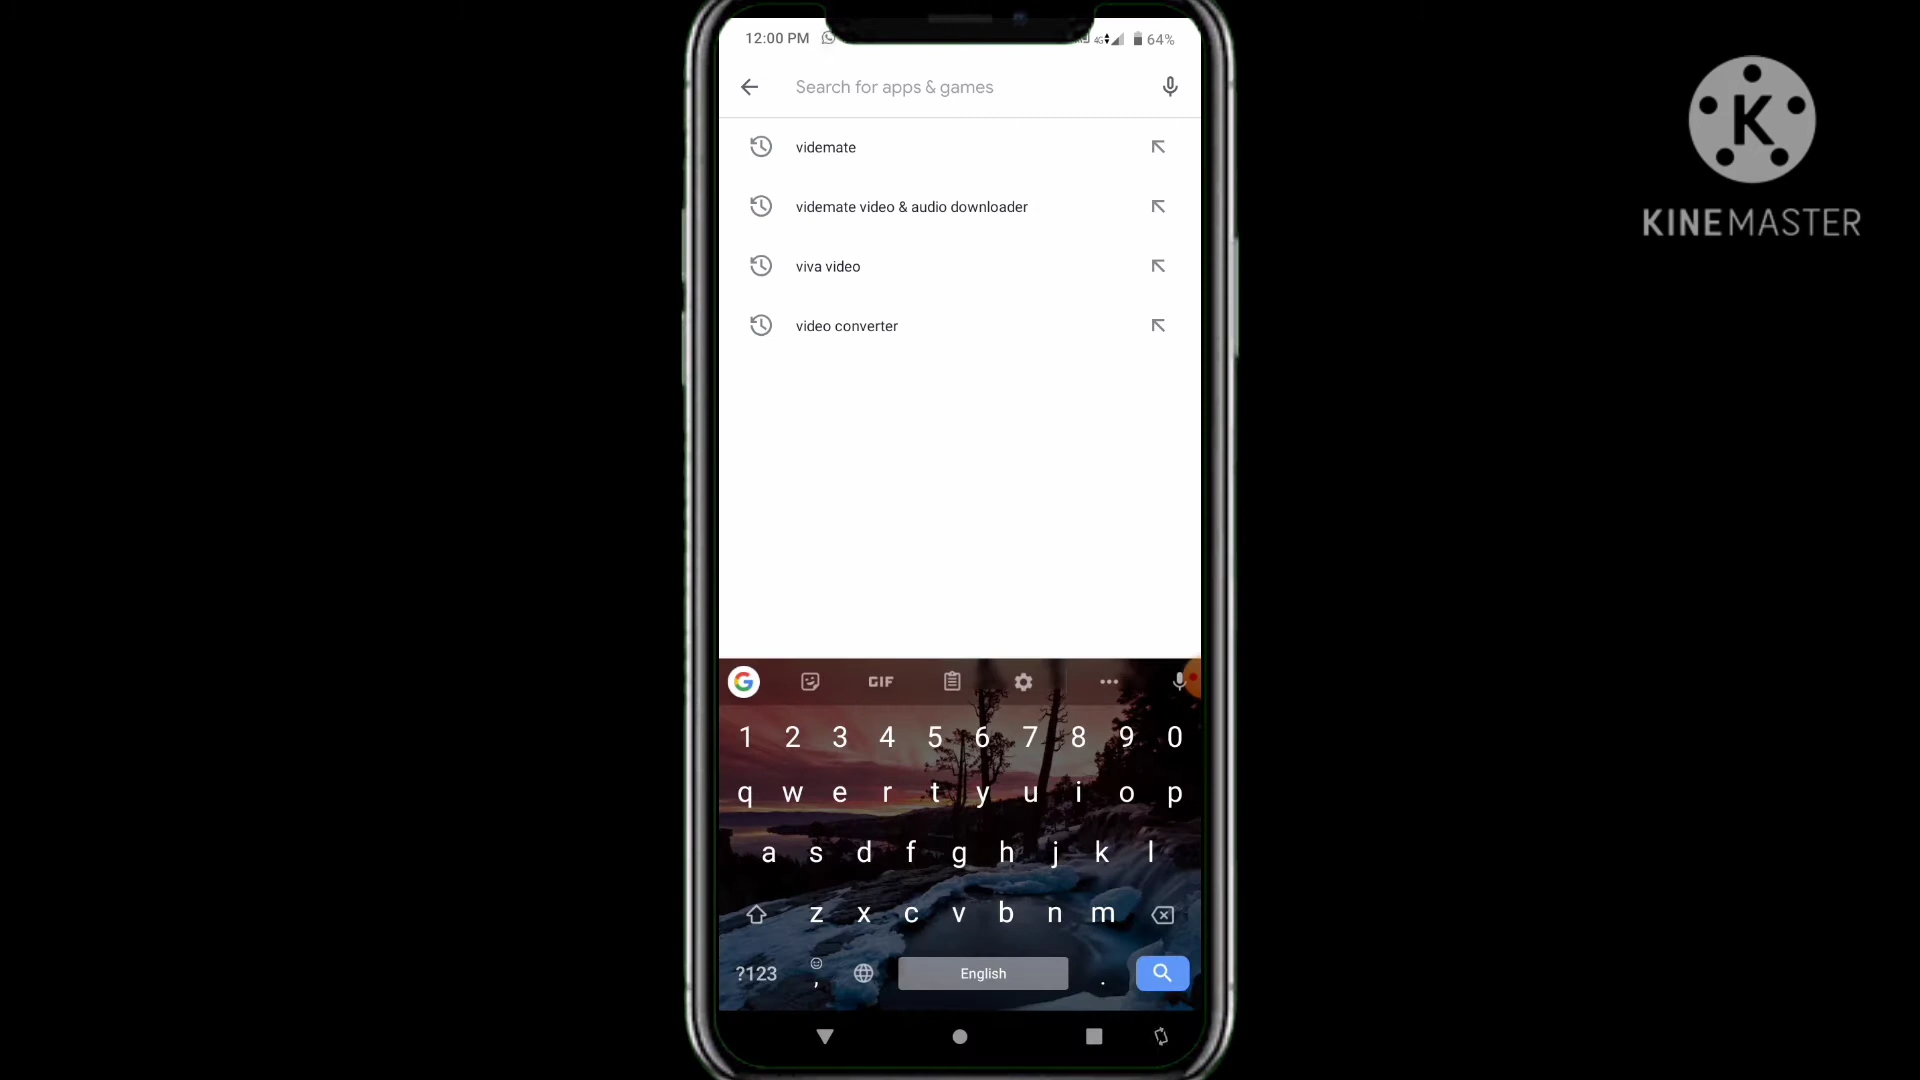 12:00 PM
4G
64%
Search for apps & games
videmate
videmate video & audio downloader
viva video
video converter
G
GIF
1 2 3 4 5 6 7 8 9 0
q w e r t y u i o p
a s d f g h j k l
z x c v b n m
?123 , English .
K
KINEMASTER